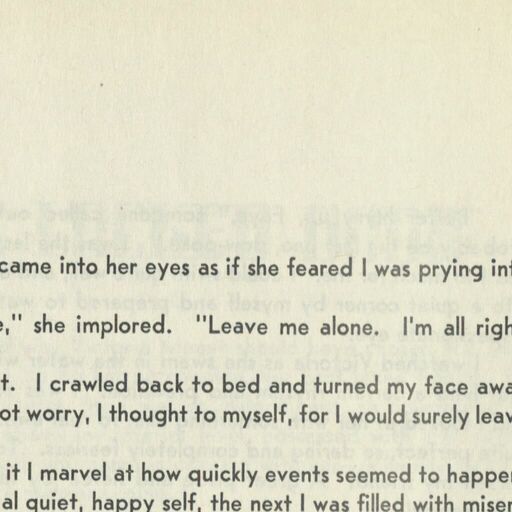 came into her eyes as if she feared I was prying int
e," she implored. "Leave me alone. I'm all righ
t. I crawled back to bed and turned my face awa
ot worry, I thought to myself, for I would surely leav
it I marvel at how quickly events seemed to happen
al quiet, happy self, the next I was filled with miser